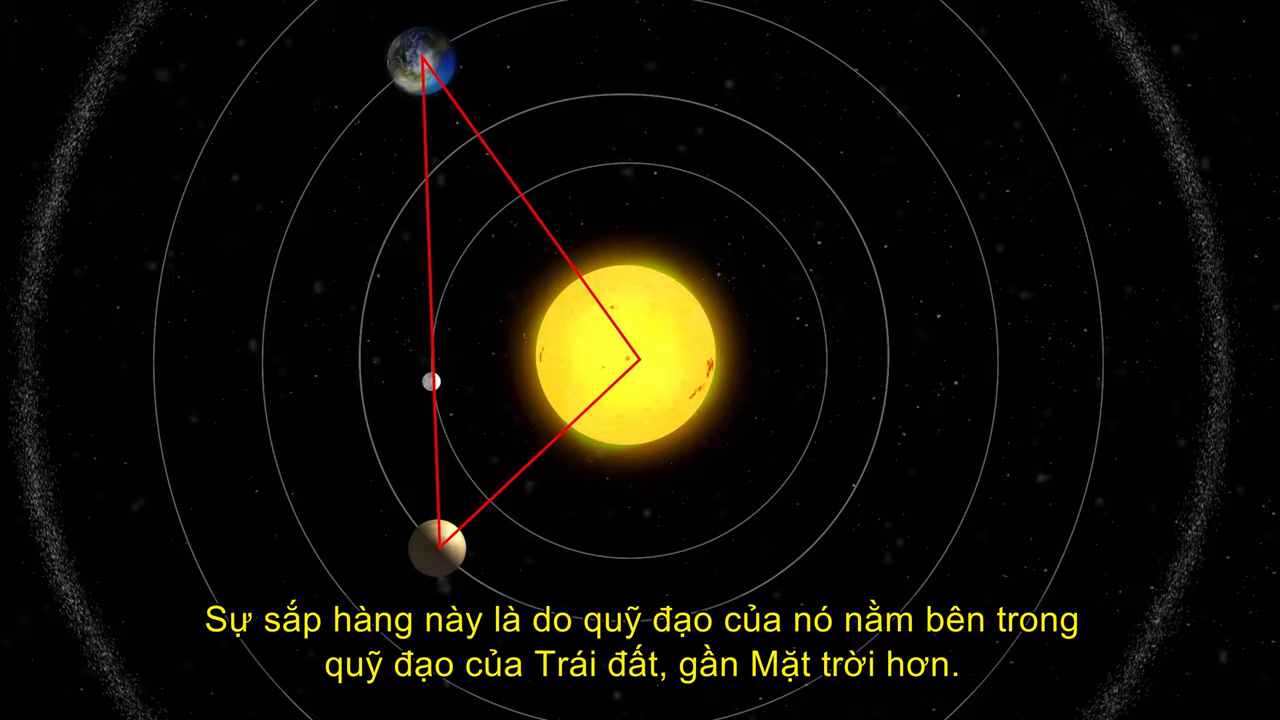 Sự sắp hàng này là do quỹ đạo của nó nằm bên trong
quỹ đạo của Trái đất, gần Mặt trời hơn.